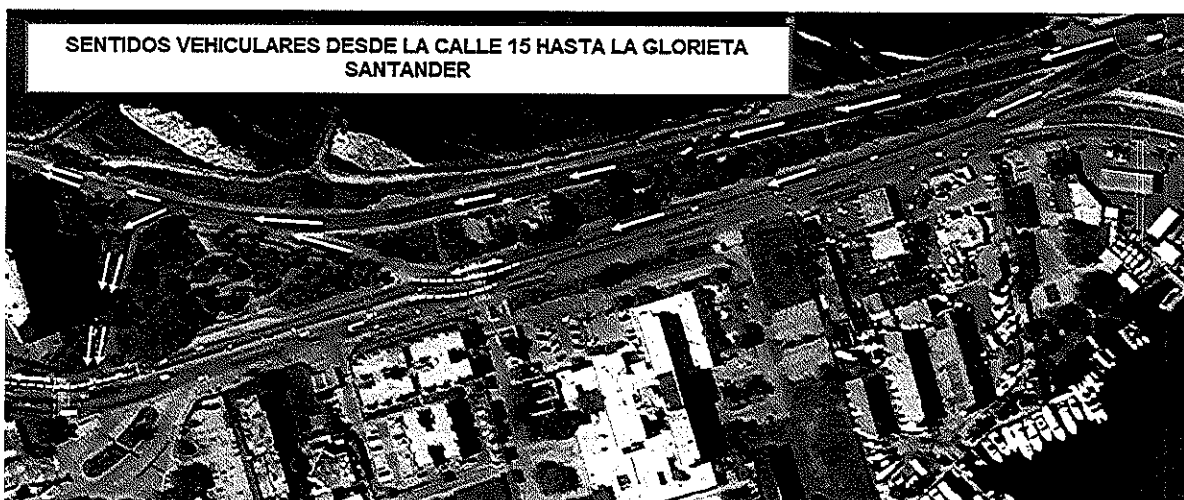 SENTIDOS VEHICULARES DESDE LA CALLE 15 HASTA LA GLORIETA
SANTANDER